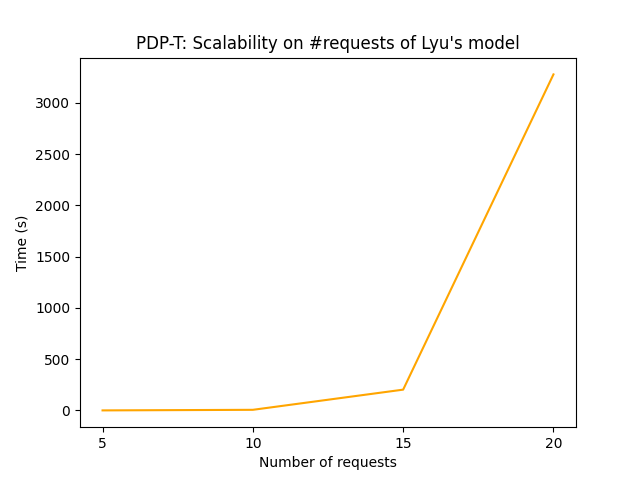 PDP-T: Scalability on #requests of Lyu's model
3000
2500
2000
1500
1000
500
0
Time (s)
5 10 15 20
Number of requests